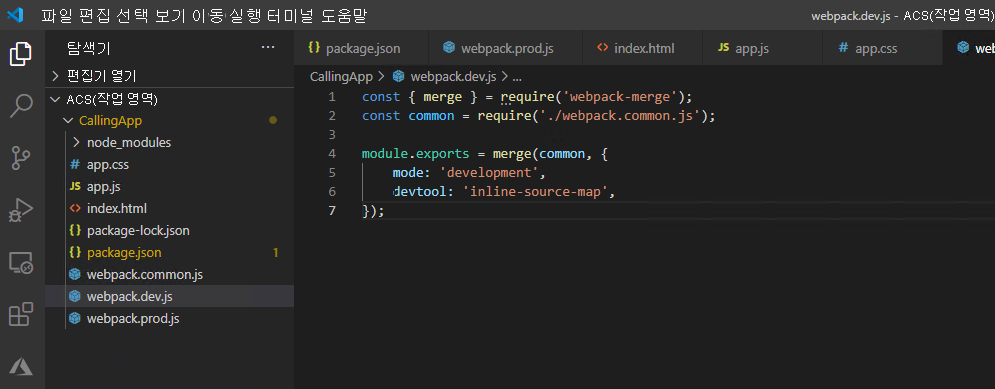 파일 편집 선택 보기 이동 실행 터미널 도움말
webpack.dev.js - ACS(작업 영역)
탐색기 ...
편집기 열기
ACS(작업 영역)
CallingApp
node_modules
# app.css
JS app.js
<> index.html
{} package-lock.json
{} package.json 1
webpack.common.js
webpack.dev.js
webpack.prod.js
{} package.json webpack.prod.js <> index.html JS app.js # app.css
CallingApp > webpack.dev.js > ...
1 const { merge } = require('webpack-merge');
2 const common = require('./webpack.common.js');
3
4 module.exports = merge(common, {
5 mode: 'development',
6 devtool: 'inline-source-map',
7 });